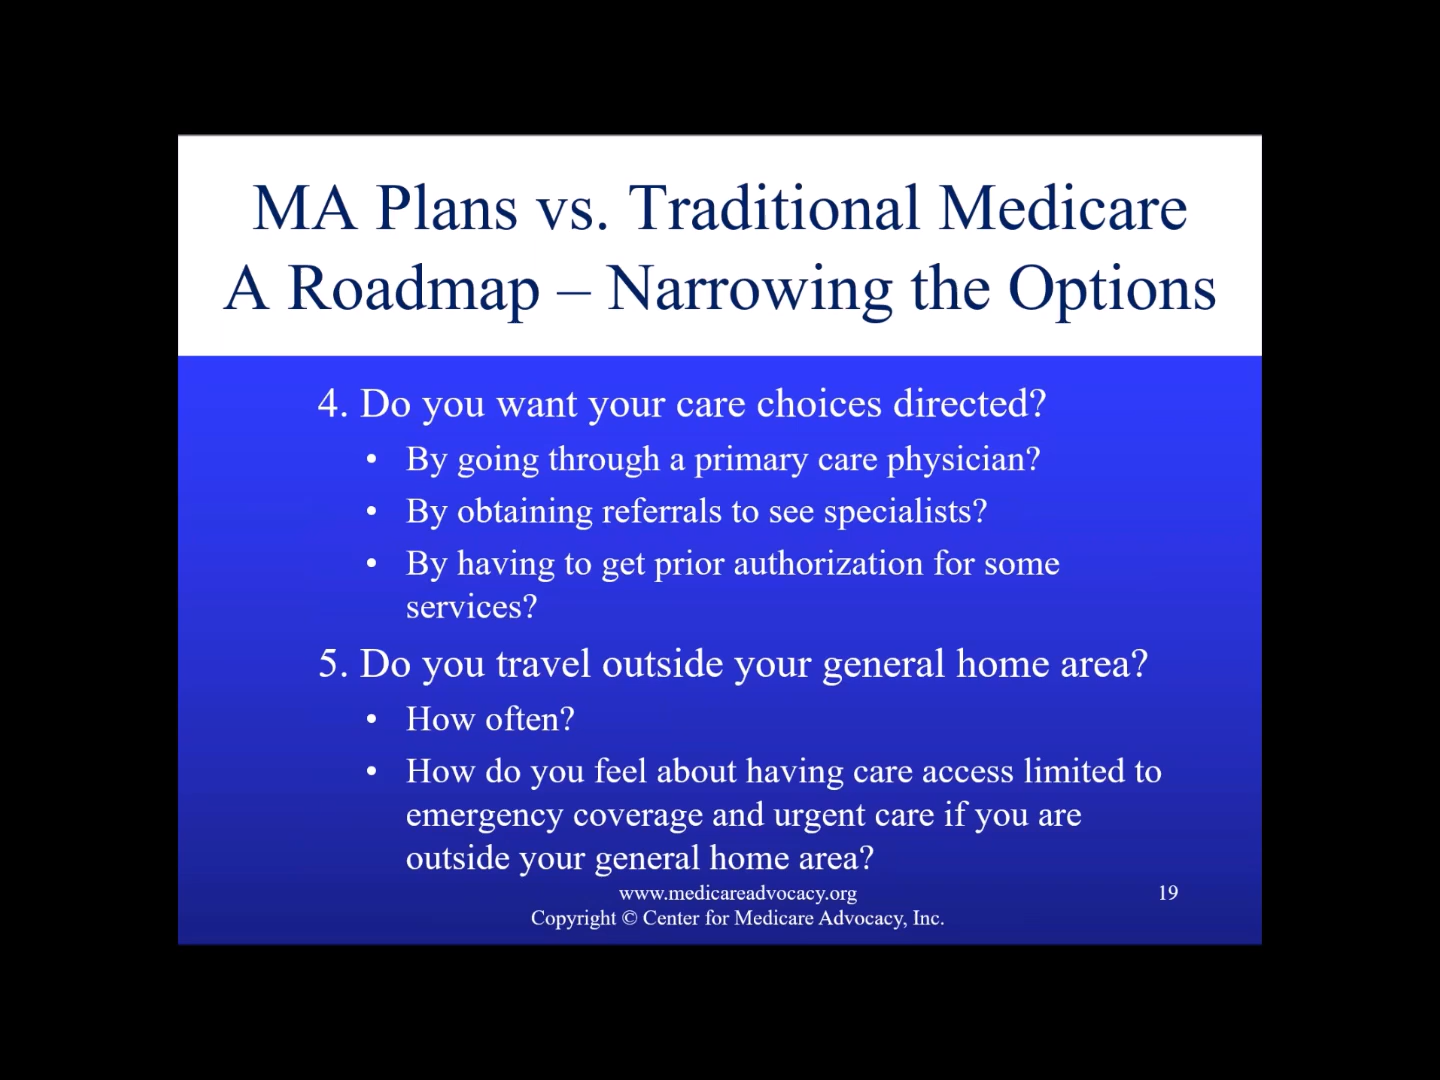 MA Plans vs. Traditional Medicare
A Roadmap – Narrowing the Options
4. Do you want your care choices directed?
• By going through a primary care physician?
• By obtaining referrals to see specialists?
• By having to get prior authorization for some
services?
5. Do you travel outside your general home area?
• How often?
• How do you feel about having care access limited to
emergency coverage and urgent care if you are
outside your general home area?
www.medicareadvocacy.org
19
Copyright © Center for Medicare Advocacy, Inc.